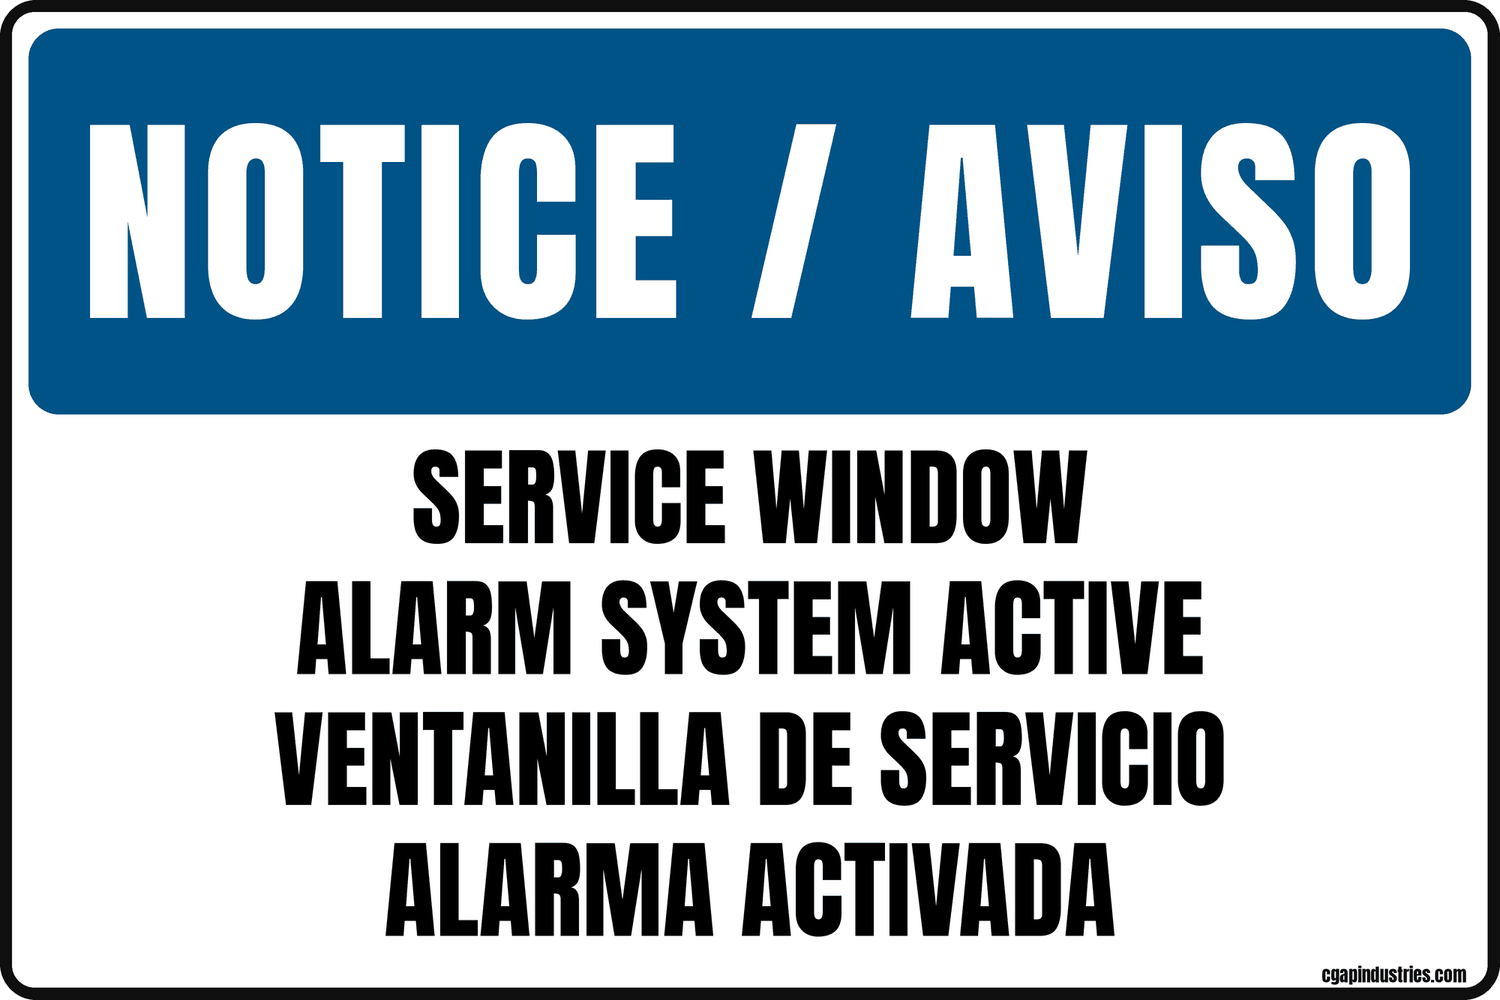 NOTICE / AVISO
SERVICE WINDOW
ALARM SYSTEM ACTIVE
VENTANILLA DE SERVICIO
ALARMA ACTIVADA
cgapindustries.com